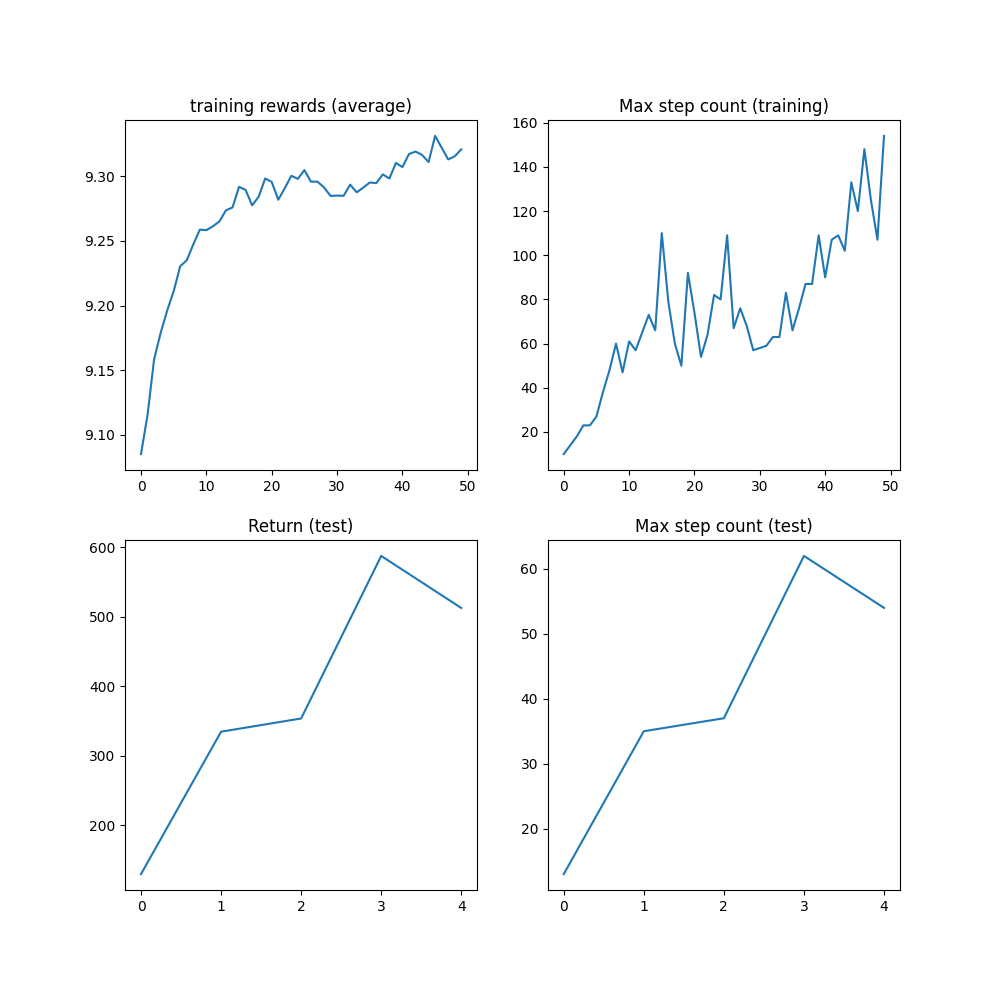 training rewards (average)
9.30
9.25
9.20
9.15
9.10
0 10 20 30 40 50
Max step count (training)
160
140
120
100
80
60
40
20
0 10 20 30 40 50
Return (test)
600
500
400
300
200
0 1 2 3 4
Max step count (test)
60
50
40
30
20
0 1 2 3 4